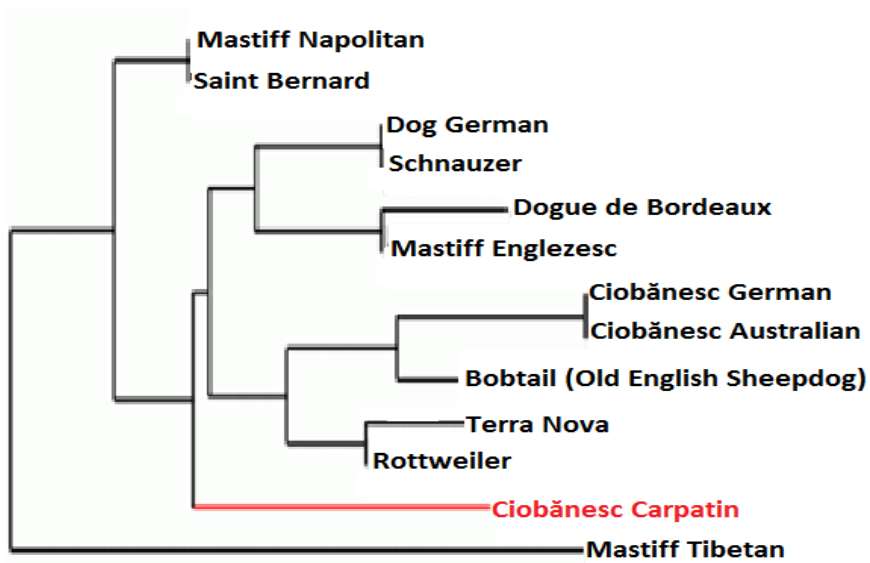 Mastiff Napolitan
Saint Bernard
Dog German
Schnauzer
Dogue de Bordeaux
Mastiff Englezesc
Ciobănesc German
Ciobănesc Australian
Bobtail (Old English Sheepdog)
Terra Nova
Rottweiler
Ciobănesc Carpatin
Mastiff Tibetan